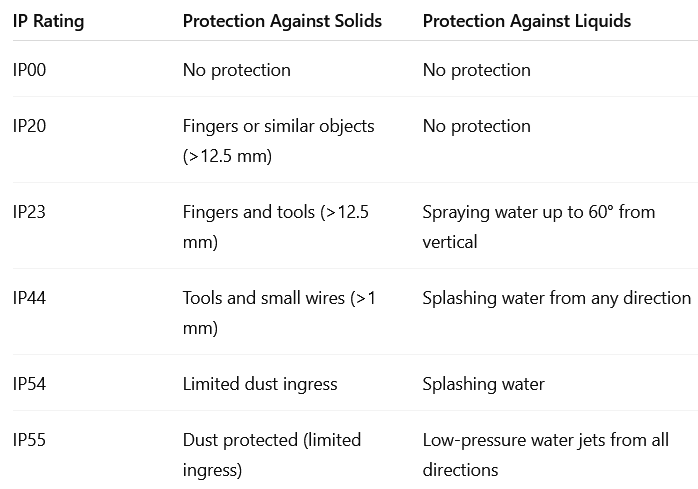 IP Rating Protection Against Solids Protection Against Liquids
IP00 No protection No protection
IP20 Fingers or similar objects No protection
(>12.5 mm)
IP23 Fingers and tools (>12.5 Spraying water up to 60° from
mm) vertical
IP44 Tools and small wires (>1 Splashing water from any direction
mm)
IP54 Limited dust ingress Splashing water
IP55 Dust protected (limited Low-pressure water jets from all
ingress) directions